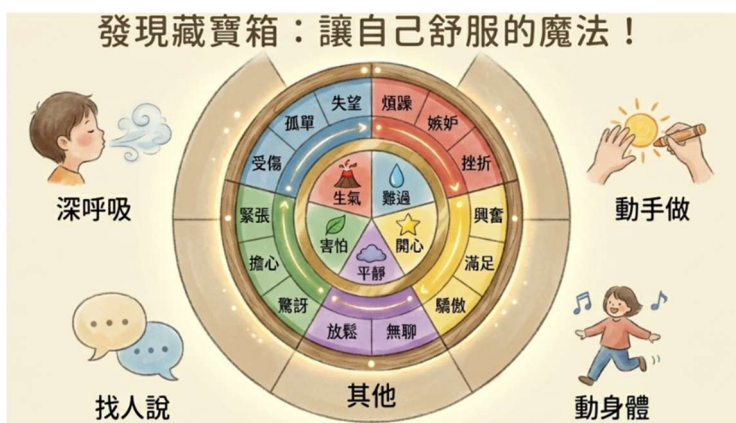 發現藏寶箱：讓自己舒服的魔法！
深呼吸
動手做
失望
煩躁
孤單
嫉妒
受傷
挫折
生氣
難過
緊張
興奮
害怕
開心
擔心
滿足
平靜
驚訝
驕傲
放鬆
無聊
其他
找人說
動身體